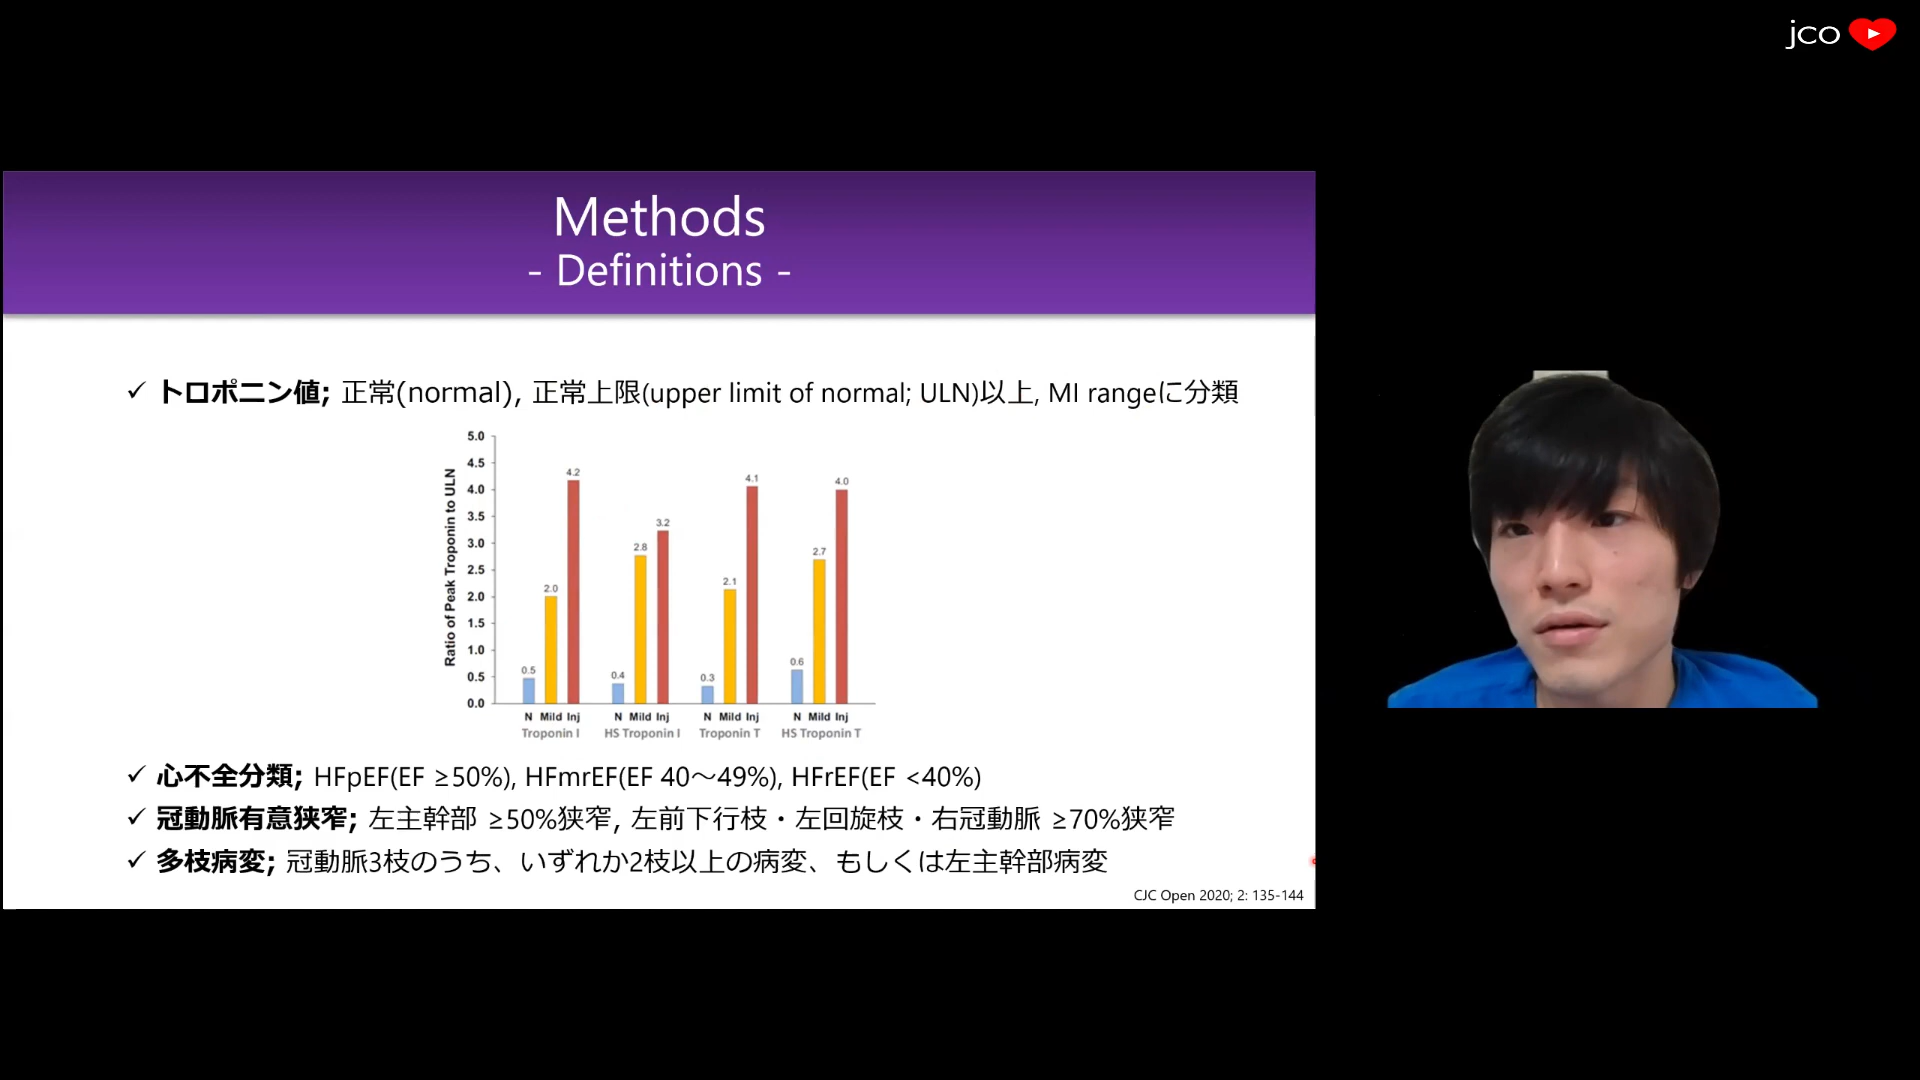 jco
Methods
- Definitions -
✓ トロポニン値; 正常(normal), 正常上限(upper limit of normal; ULN)以上, MI rangeに分類
Ratio of Peak Troponin to ULN
5.0
4.5
4.0
3.5
3.0
2.5
2.0
1.5
1.0
0.5
0.0
0.5 2.0 4.2 0.4 2.8 3.2 0.3 2.1 4.1 0.6 2.7 4.0
N Mild Inj N Mild Inj N Mild Inj N Mild Inj
Troponin I HS Troponin I Troponin T HS Troponin T
✓ 心不全分類; HFpEF(EF ≥50%), HFmrEF(EF 40～49%), HFrEF(EF <40%)
✓ 冠動脈有意狭窄; 左主幹部 ≥50%狭窄, 左前下行枝・左回旋枝・右冠動脈 ≥70%狭窄
✓ 多枝病変; 冠動脈3枝のうち、いずれか2枝以上の病変、もしくは左主幹部病変
CJC Open 2020; 2: 135-144